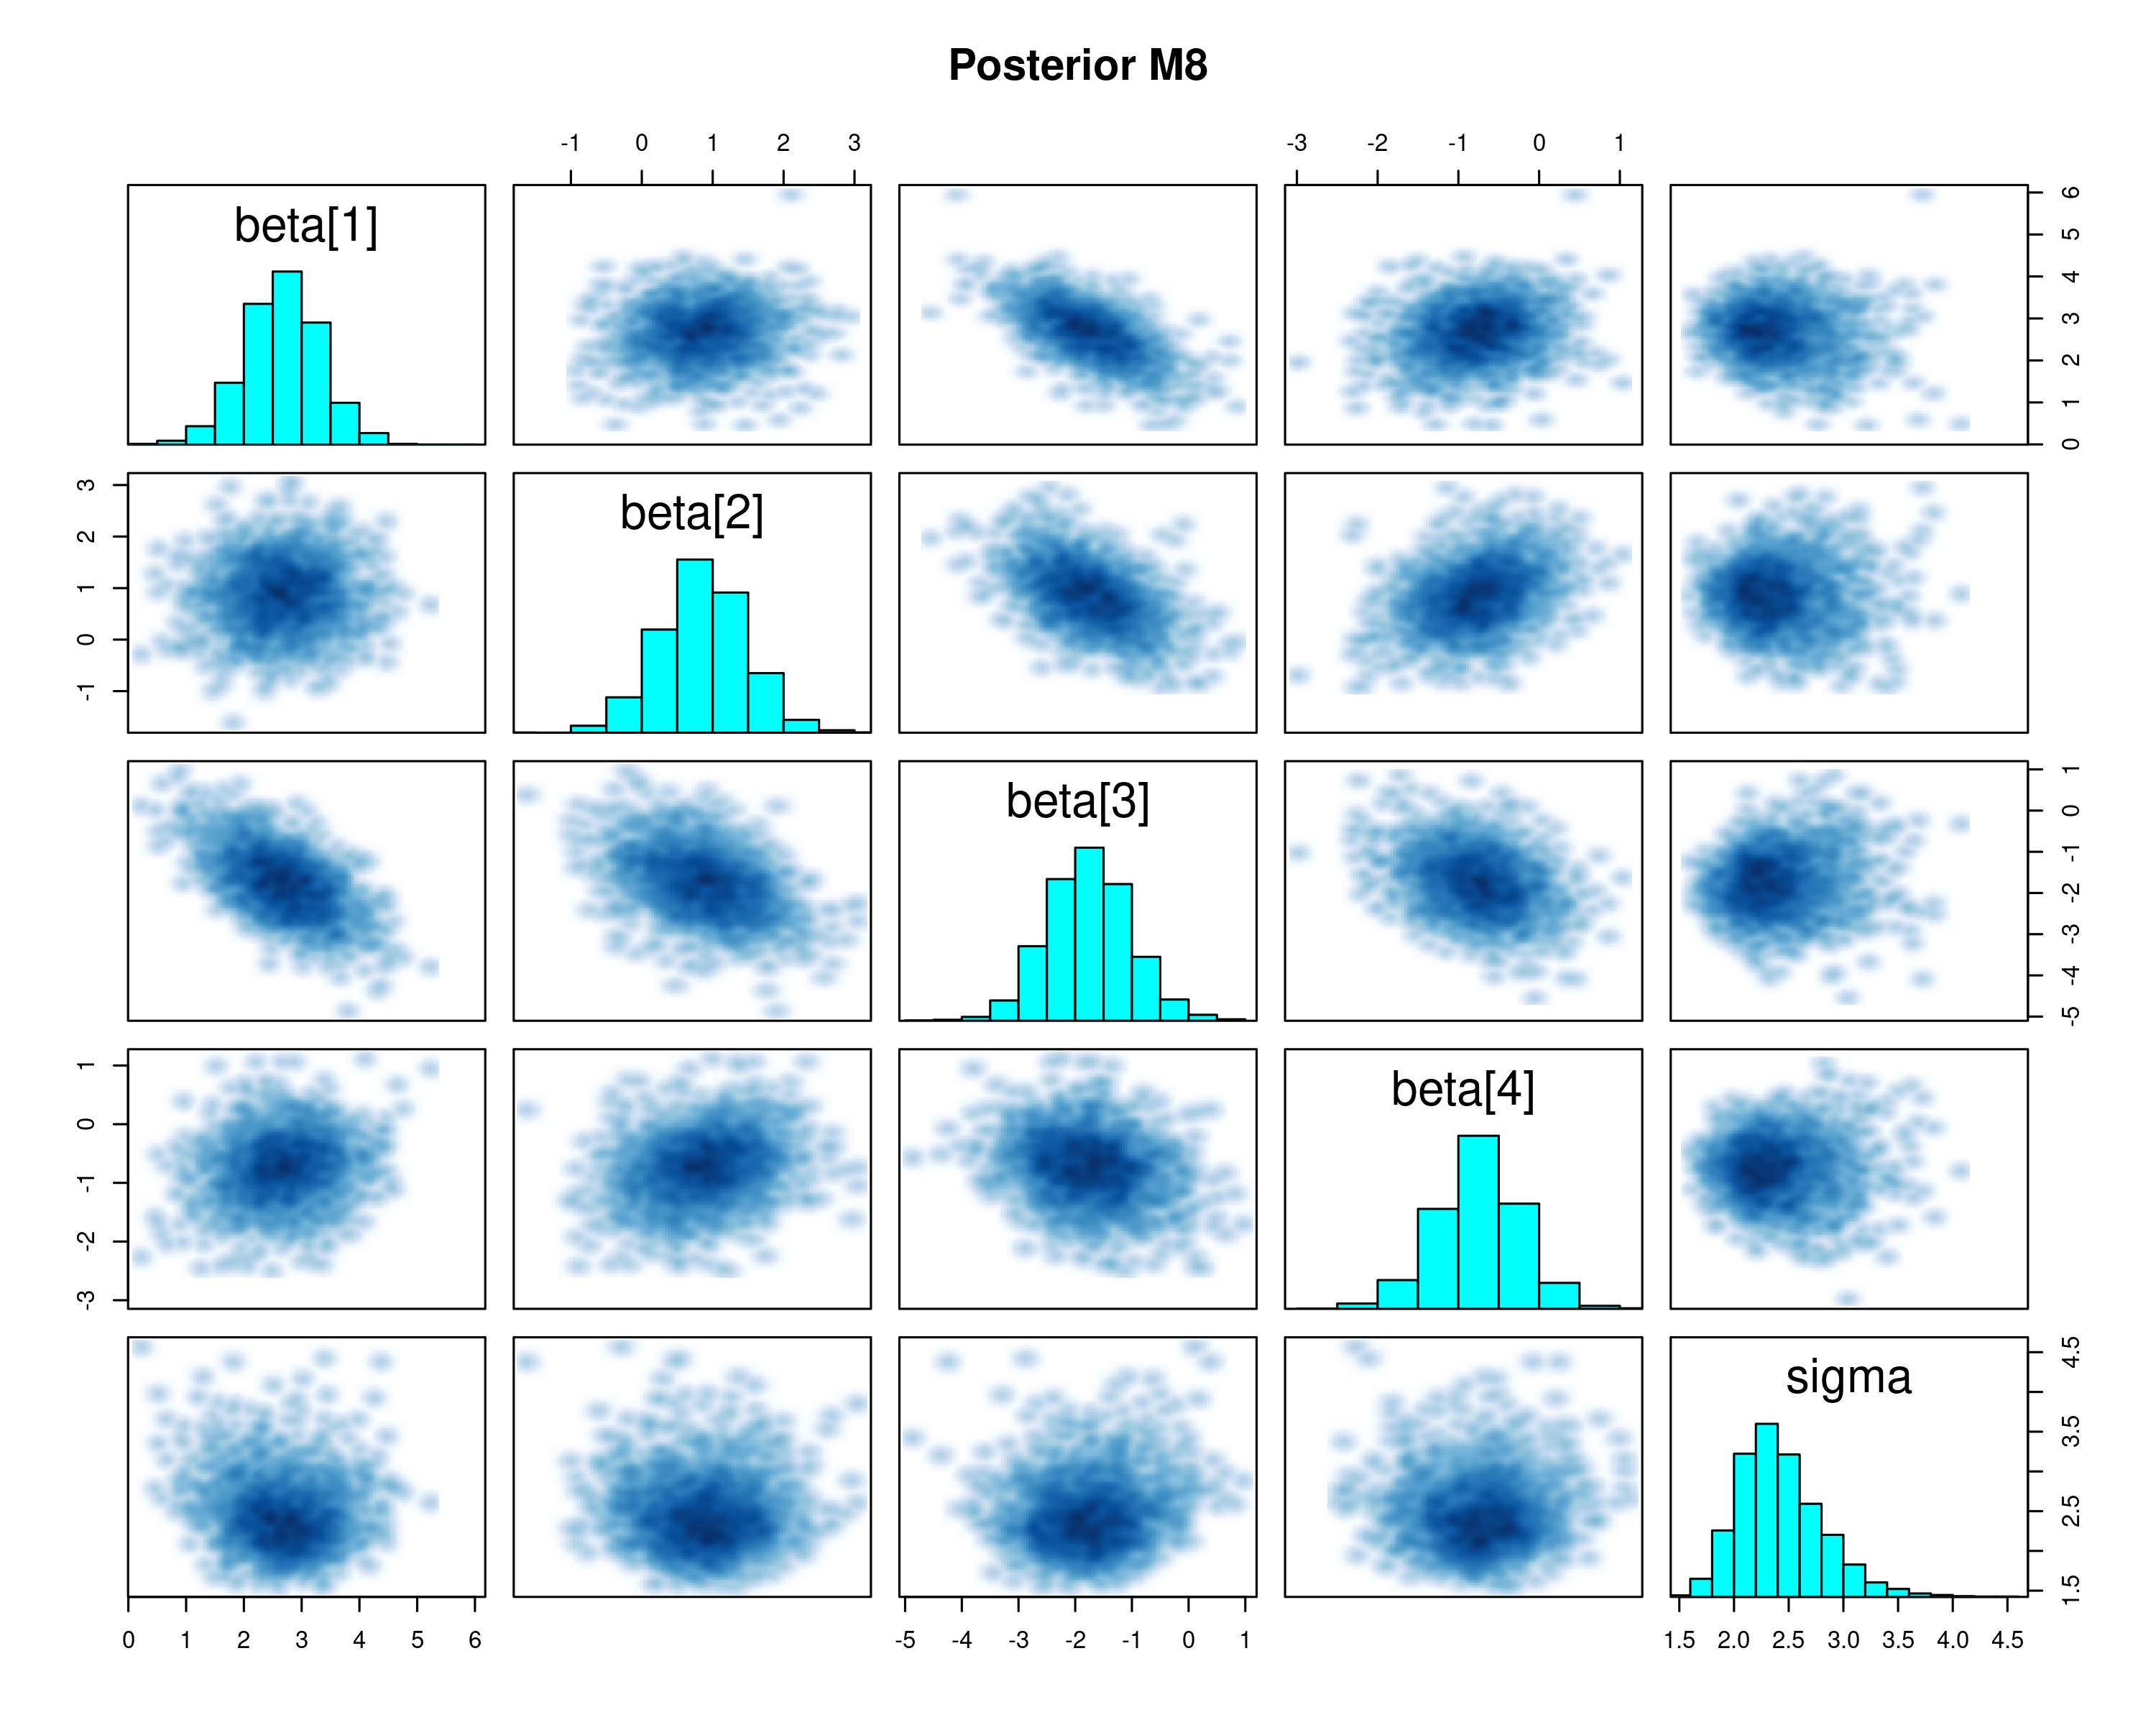 Posterior M8
-1 0 1 2 3 -3 -2 -1 0 1
beta[1]
0 1 2 3 4 5 6
-1 0 1 2 3
beta[2]
beta[3]
-5 -4 -3 -2 -1 0 1
-3 -2 -1 0 1
beta[4]
sigma
1.5 2.5 3.5 4.5
0 1 2 3 4 5 6 -5 -4 -3 -2 -1 0 1 1.5 2.0 2.5 3.0 3.5 4.0 4.5